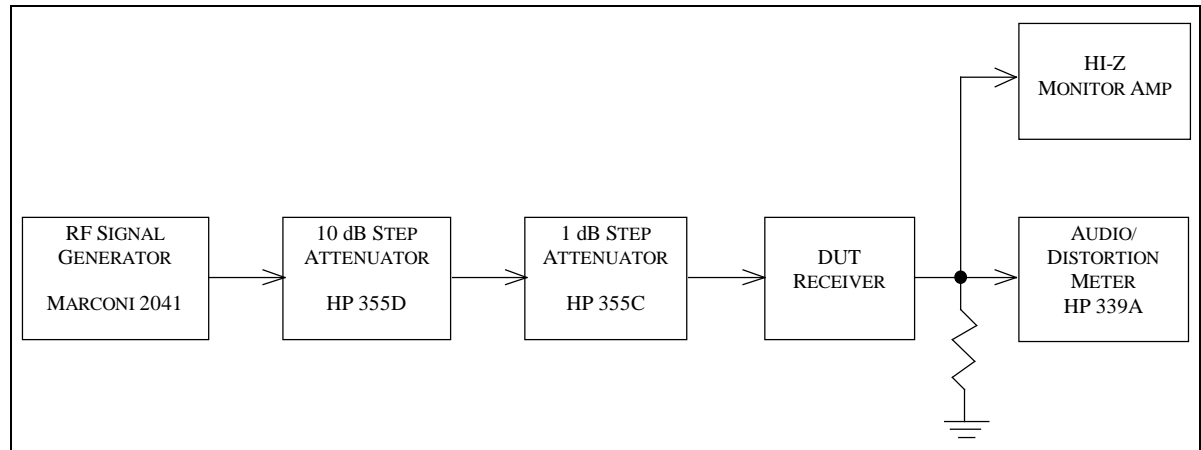 HI-Z
MONITOR AMP
RF SIGNAL
GENERATOR
MARCONI 2041
10 dB STEP
ATTENUATOR
HP 355D
1 dB STEP
ATTENUATOR
HP 355C
DUT
RECEIVER
AUDIO/
DISTORTION
METER
HP 339A